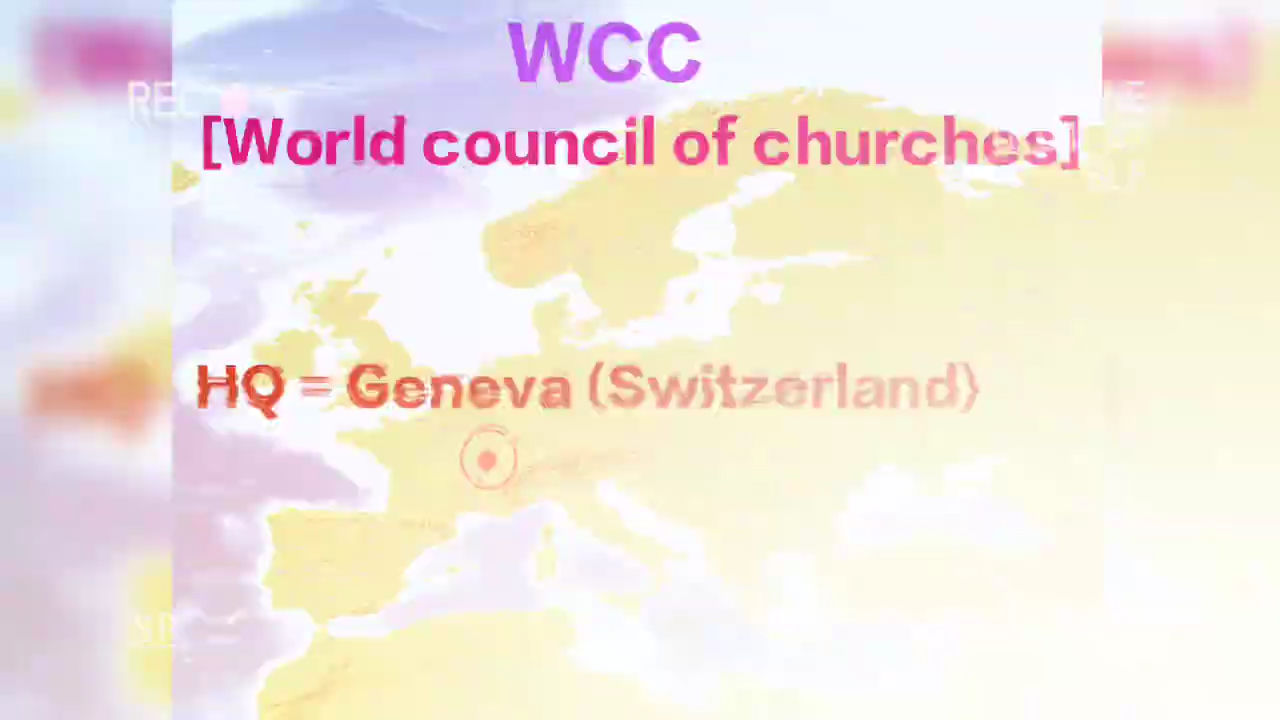 WCC
[World council of churches]
HQ = Geneva (Switzerland)